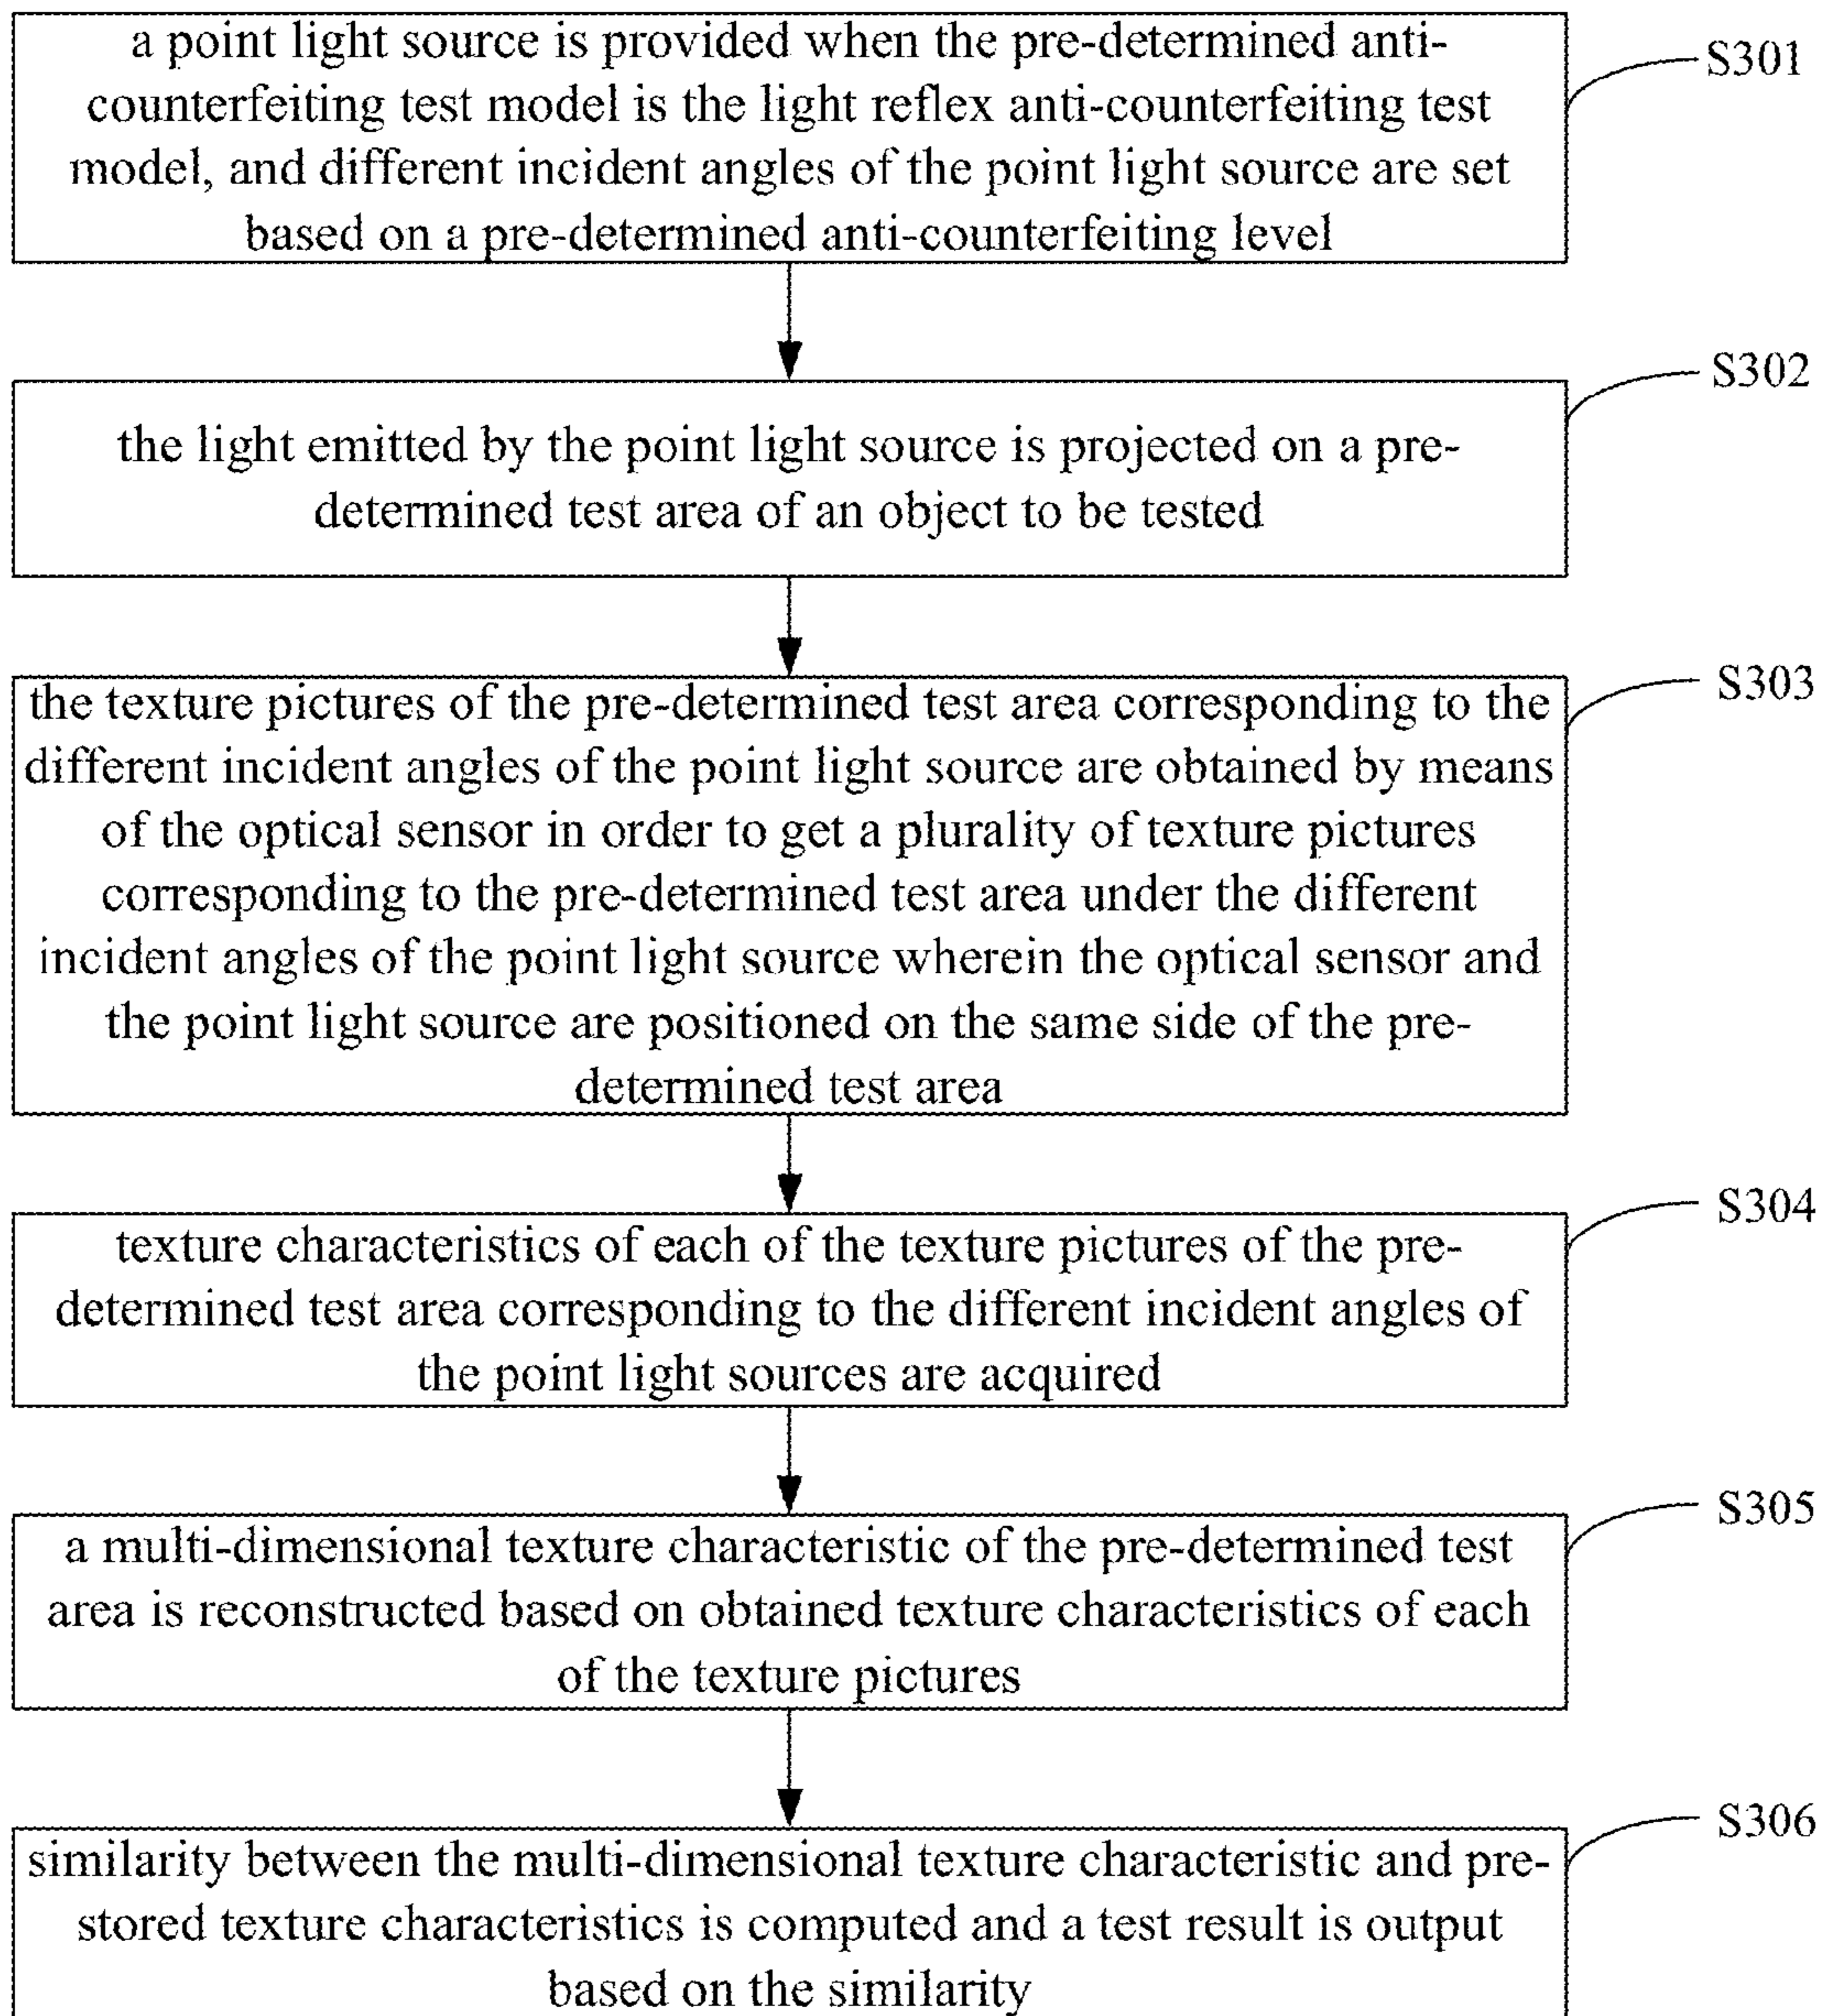 a point light source is provided when the pre-determined anti-
counterfeiting test model is the light reflex anti-counterfeiting test
model, and different incident angles of the point light source are set
based on a pre-determined anti-counterfeiting level
S301
the light emitted by the point light source is projected on a pre-
determined test area of an object to be tested
S302
the texture pictures of the pre-determined test area corresponding to the
different incident angles of the point light source are obtained by means
of the optical sensor in order to get a plurality of texture pictures
corresponding to the pre-determined test area under the different
incident angles of the point light source wherein the optical sensor and
the point light source are positioned on the same side of the pre-
determined test area
S303
texture characteristics of each of the texture pictures of the pre-
determined test area corresponding to the different incident angles of
the point light sources are acquired
S304
a multi-dimensional texture characteristic of the pre-determined test
area is reconstructed based on obtained texture characteristics of each
of the texture pictures
S305
similarity between the multi-dimensional texture characteristic and pre-
stored texture characteristics is computed and a test result is output
based on the similarity
S306